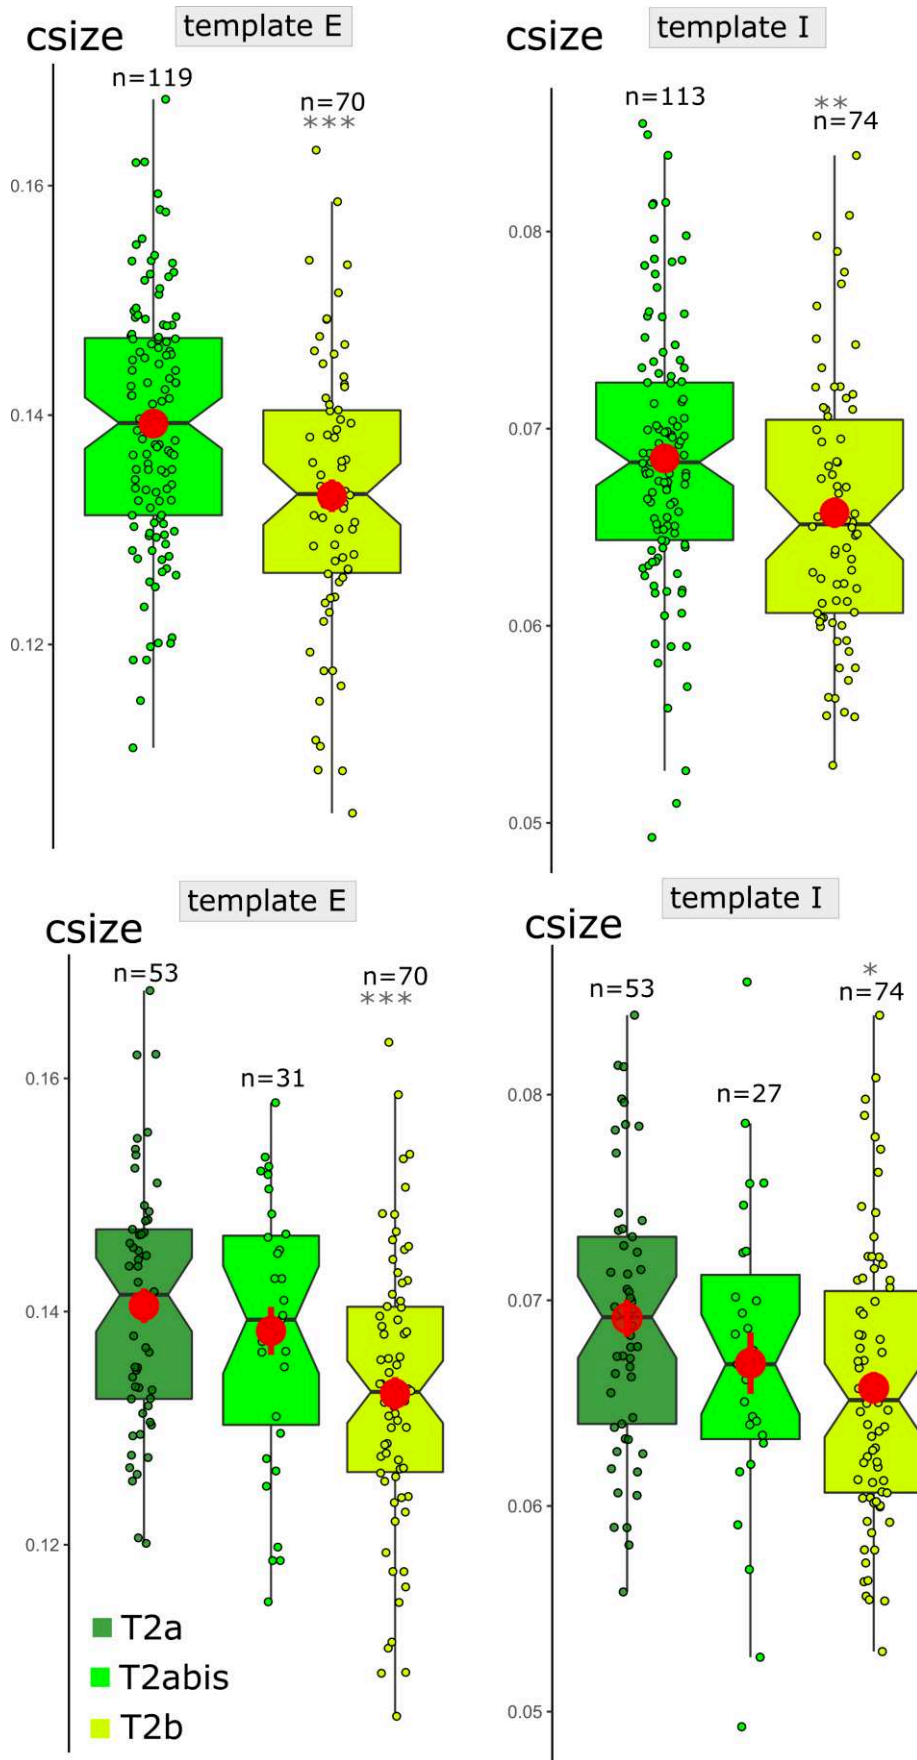 template E
csize
n=119
n=70
***
0.16
0.14
0.12
template I
csize
n=113
**
n=74
0.08
0.07
0.06
0.05
template E
csize
n=53
n=70
***
n=31
0.16
0.14
0.12
T2a
T2abis
T2b
template I
csize
n=53
*
n=74
n=27
0.08
0.07
0.06
0.05